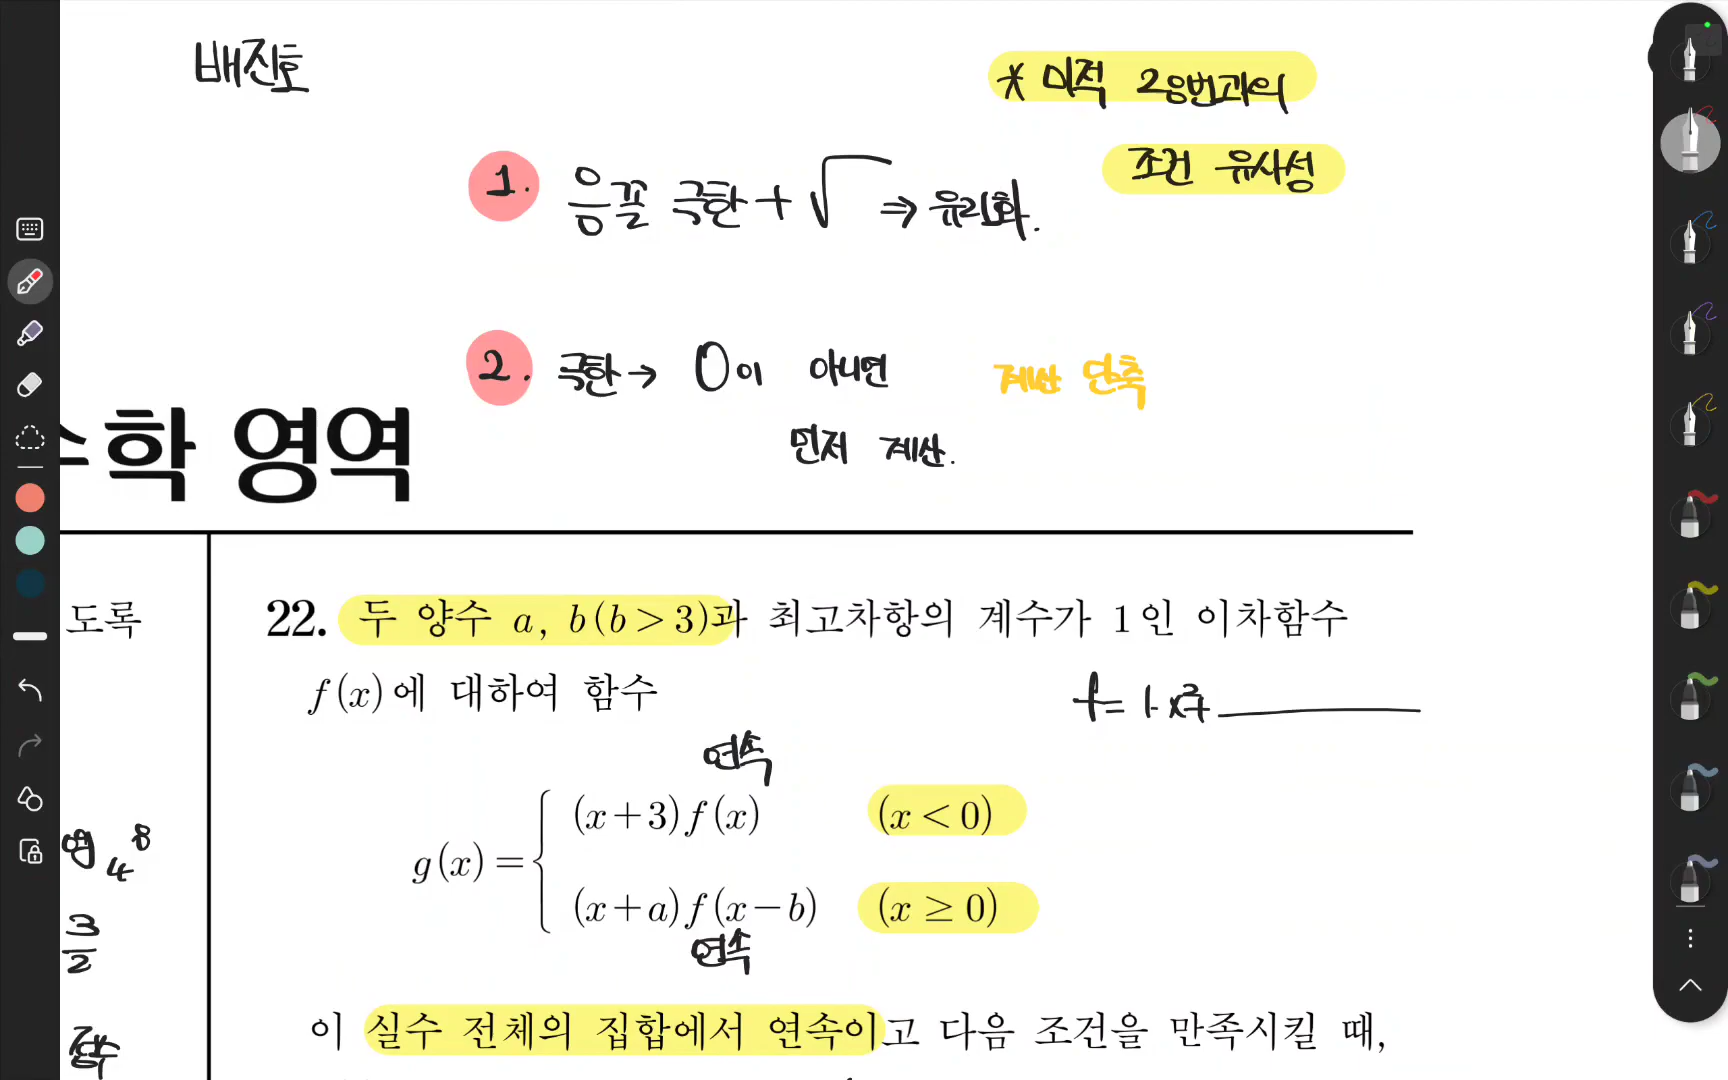 배진호
* 미적 28번과의
조건 유사성
1. 음꼴 극한 + √ ⇒ 유리화.
2. 극한 → 0이 아니면 계산 단축
먼저 계산.
수학 영역
도록
22. 두 양수 a, b(b>3)과 최고차항의 계수가 1인 이차함수
f(x)에 대하여 함수
f = 1·x²+
연속
g(x) = { (x+3)f(x) (x<0)
(x+a)f(x-b) (x≥0)
연속
이 실수 전체의 집합에서 연속이고 다음 조건을 만족시킬 때,
4 8
3/2